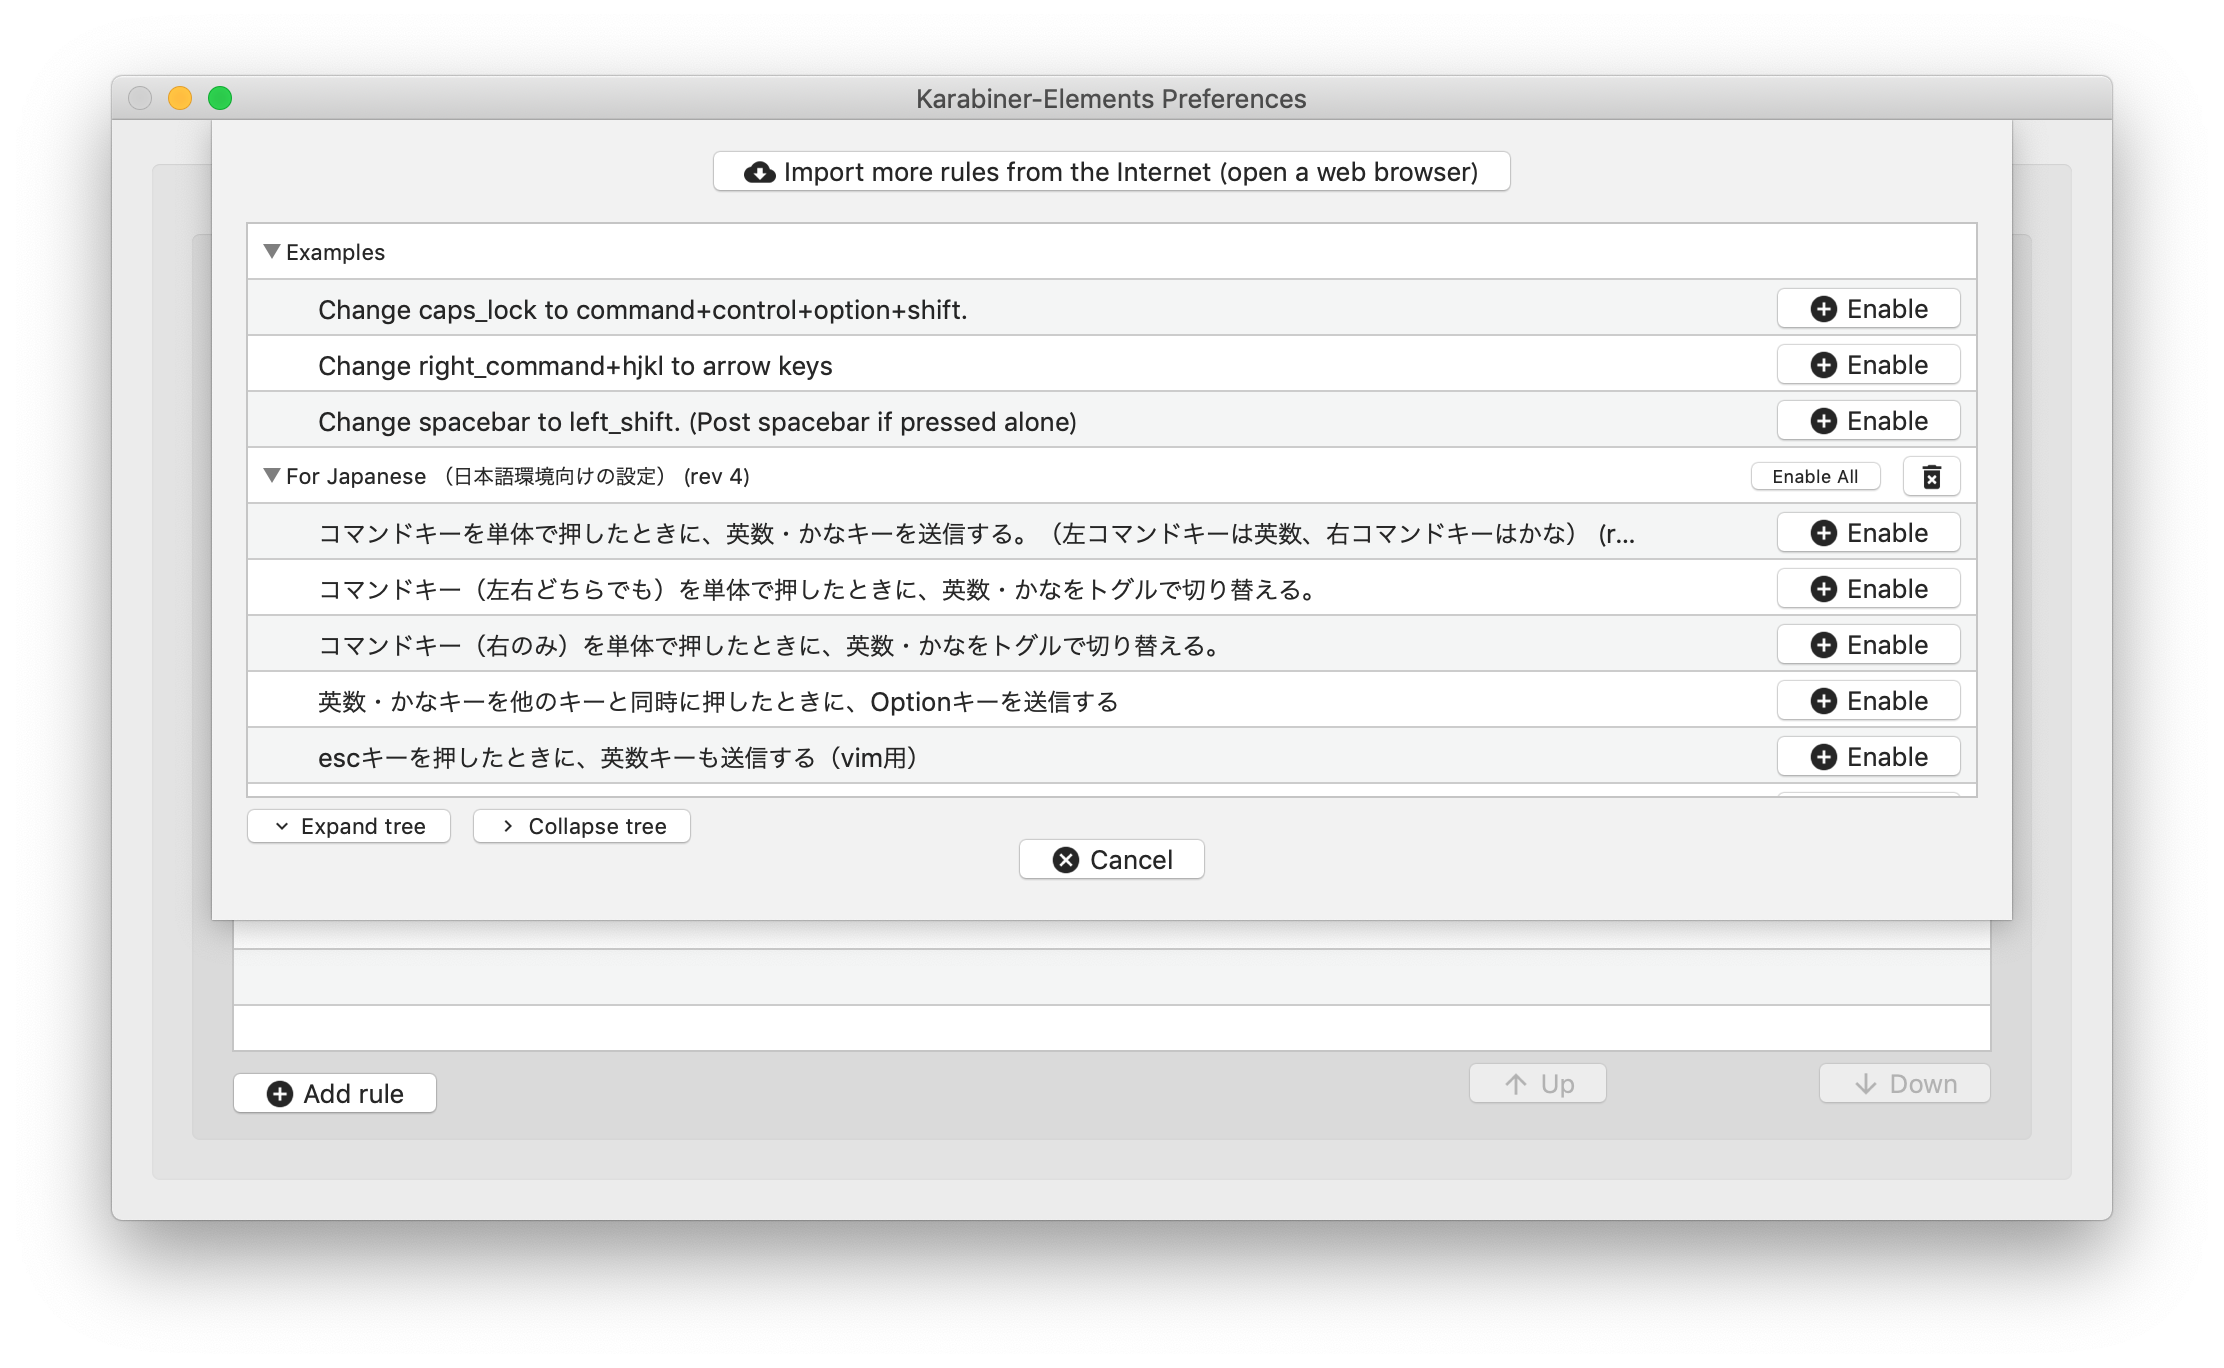 Karabiner-Elements Preferences
Import more rules from the Internet (open a web browser)
Examples
Change caps_lock to command+control+option+shift.
Enable
Change right_command+hjkl to arrow keys
Enable
Change spacebar to left_shift. (Post spacebar if pressed alone)
Enable
For Japanese （日本語環境向けの設定） (rev 4)
Enable All
コマンドキーを単体で押したときに、英数・かなキーを送信する。（左コマンドキーは英数、右コマンドキーはかな） (r...
Enable
コマンドキー（左右どちらでも）を単体で押したときに、英数・かなをトグルで切り替える。
Enable
コマンドキー（右のみ）を単体で押したときに、英数・かなをトグルで切り替える。
Enable
英数・かなキーを他のキーと同時に押したときに、Optionキーを送信する
Enable
escキーを押したときに、英数キーも送信する（vim用）
Enable
Expand tree
Collapse tree
Cancel
Add rule
Up
Down